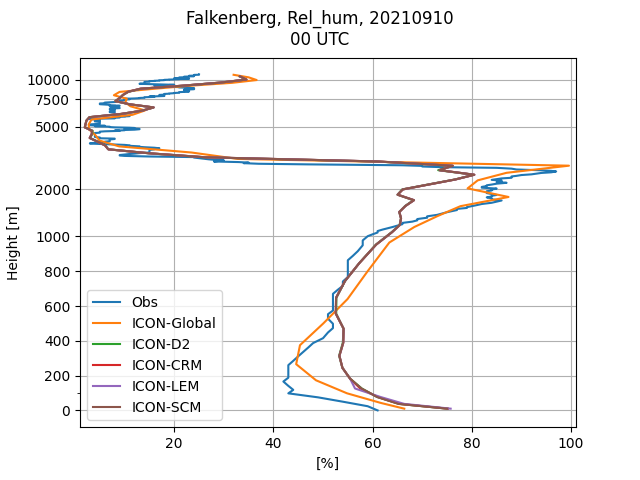 Falkenberg, Rel_hum, 20210910
00 UTC
10000
7500
5000
2000
1000
800
600
400
200
0
Height [m]
Obs
ICON-Global
ICON-D2
ICON-CRM
ICON-LEM
ICON-SCM
20
40
60
80
100
[%]